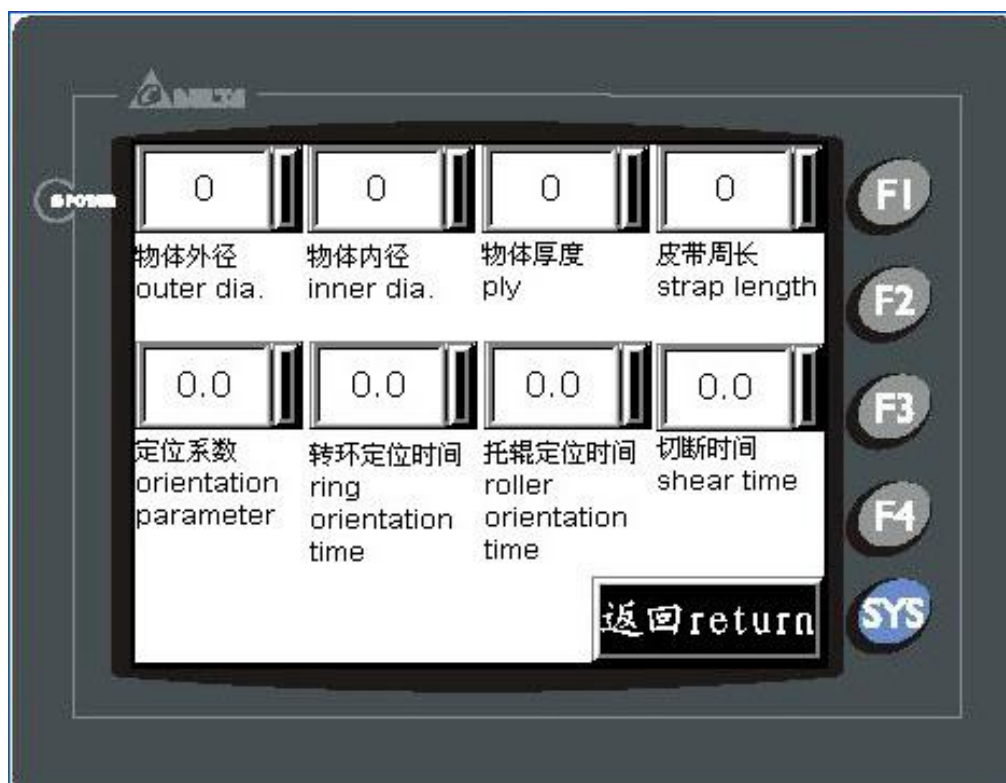 DELTA
POWER
0 0 0 0
物体外径 物体内径 物体厚度 皮带周长
outer dia. inner dia. ply strap length
0.0 0.0 0.0 0.0
定位系数 转环定位时间 托辊定位时间 切断时间
orientation ring roller shear time
parameter orientation orientation
time time
返回return
F1
F2
F3
F4
SYS